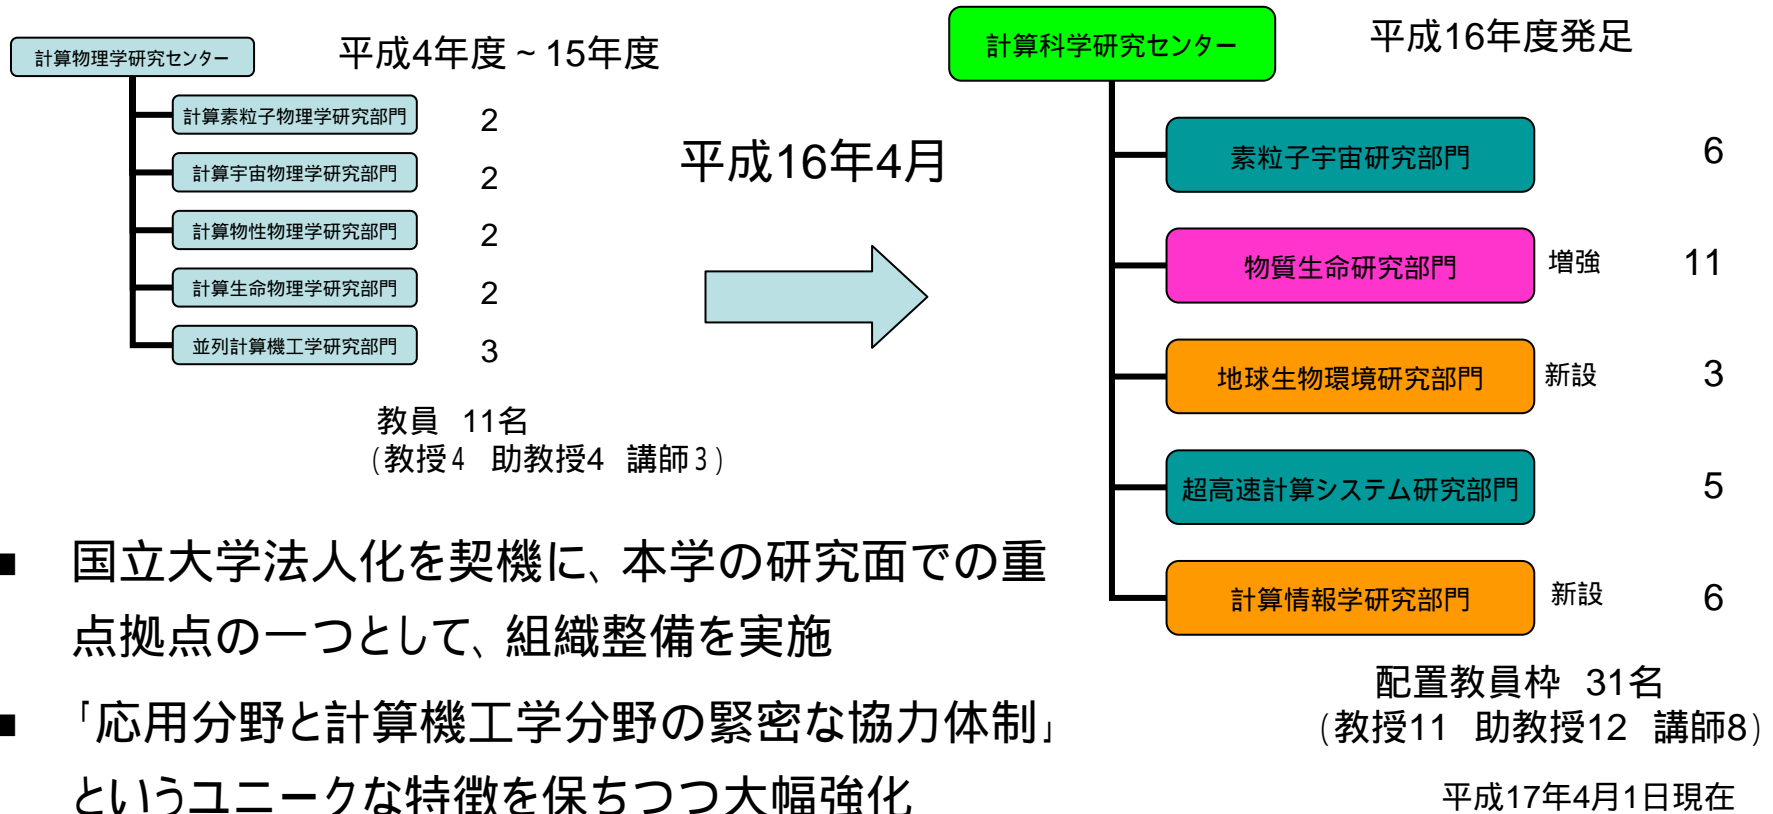 計算物理学研究センター
平成4年度~15年度
計算素粒子物理学研究部門 2
計算宇宙物理学研究部門 2
計算物性物理学研究部門 2
計算生命物理学研究部門 2
並列計算機工学研究部門 3
教員 11名
(教授4 助教授4 講師3)
平成16年4月
計算科学研究センター
平成16年度発足
素粒子宇宙研究部門 6
物質生命研究部門 増強 11
地球生物環境研究部門 新設 3
超高速計算システム研究部門 5
計算情報学研究部門 新設 6
配置教員枠 31名
(教授11 助教授12 講師8)
平成17年4月1日現在
■ 国立大学法人化を契機に、本学の研究面での重
点拠点の一つとして、組織整備を実施
■ 「応用分野と計算機工学分野の緊密な協力体制」
というユニークな特徴を保ちつつ大幅強化